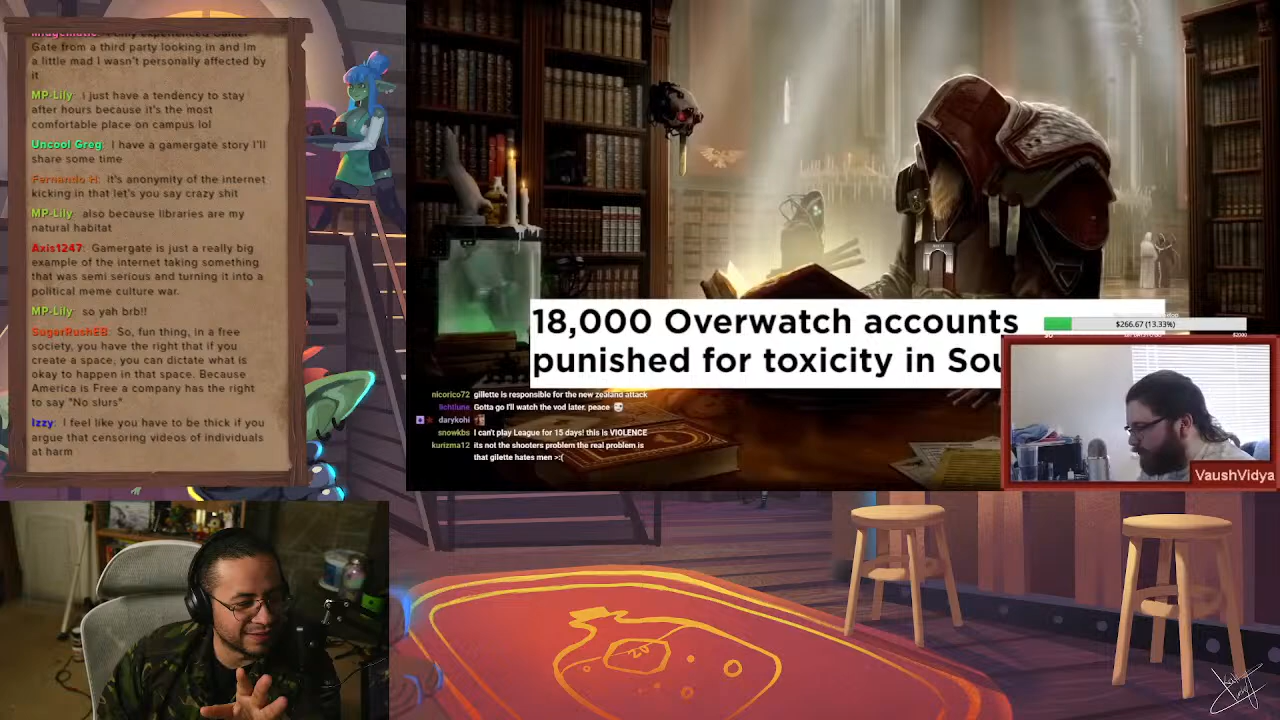 Gate from a third party looking in and Im
a little mad I wasn't personally affected by
it
MP-Lily: i just have a tendency to stay
after hours because it's the most
comfortable place on campus lol
Uncool Greg: I have a gamergate story I'll
share some time
Fernando H: it's anonymity of the internet
kicking in that let's you say crazy shit
MP-Lily: also because libraries are my
natural habitat
Axis1247: Gamergate is just a really big
example of the internet taking something
that was semi serious and turning it into a
political meme culture war.
MP-Lily: so yah brb!!
SugarRushEB: So, fun thing, in a free
society, you have the right that if you
create a space, you can dictate what is
okay to happen in that space. Because
America is Free a company has the right
to say "No slurs"
Izzy: I feel like you have to be thick if you
argue that censoring videos of individuals
at harm
18,000 Overwatch accounts
punished for toxicity in Sou
$266.67 (13.33%)
$2000
nicorico72 gillette is responsible for the new zealand attack
Gotta go I'll watch the vod later. peace
darykohi
snowkbs I can't play League for 15 days! this is VIOLENCE
kurizma12 its not the shooters problem the real problem is
that gilette hates men >:(
VaushVidya
20